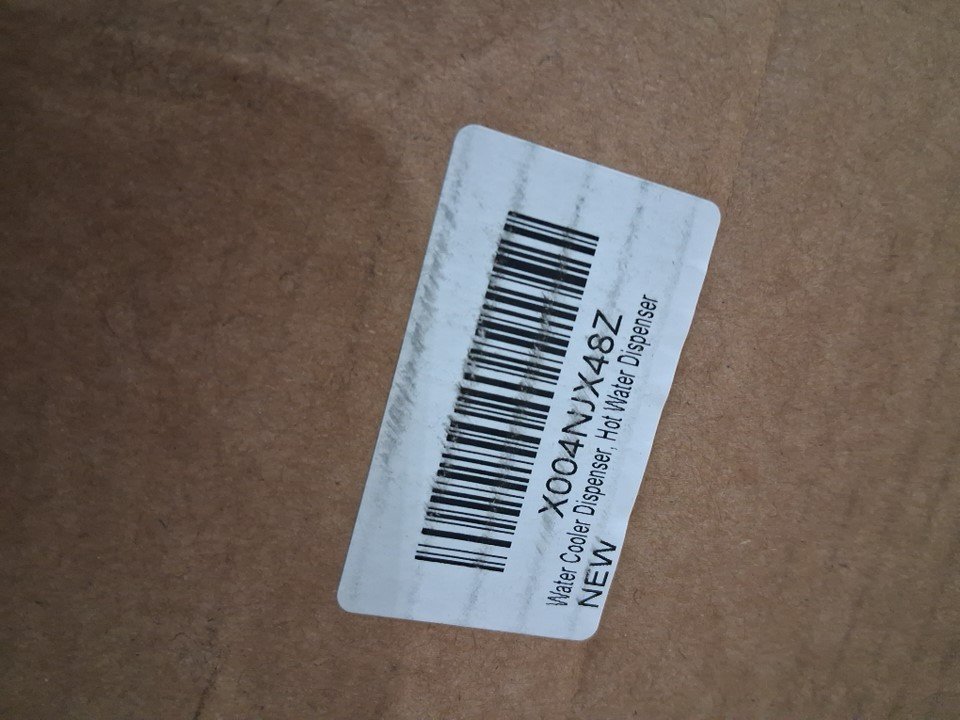 X004NJX48Z
Water Cooler Dispenser, Hot Water Dispenser
NEW